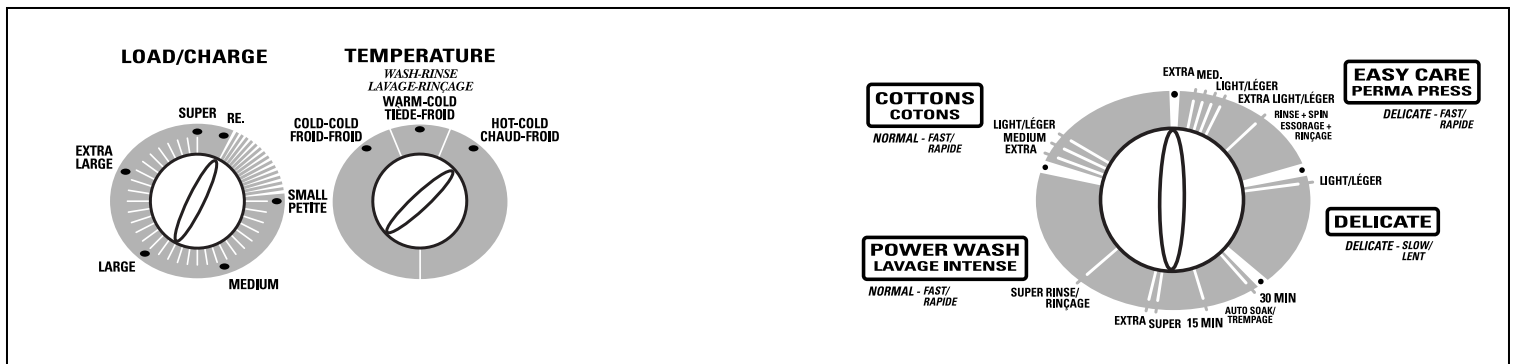 LOAD/CHARGE
SUPER
RE.
EXTRA
LARGE
SMALL
PETITE
LARGE
MEDIUM
TEMPERATURE
WASH-RINSE
LAVAGE-RINÇAGE
WARM-COLD
TIÈDE-FROID
COLD-COLD
FROID-FROID
HOT-COLD
CHAUD-FROID
COTTONS
COTONS
NORMAL - FAST/
RAPIDE
LIGHT/LÉGER
MEDIUM
EXTRA
EXTRA MED.
LIGHT/LÉGER
EXTRA LIGHT/LÉGER
RINSE + SPIN
ESSORAGE +
RINÇAGE
EASY CARE
PERMA PRESS
DELICATE - FAST/
RAPIDE
LIGHT/LÉGER
DELICATE
DELICATE - SLOW/
LENT
POWER WASH
LAVAGE INTENSE
NORMAL - FAST/
RAPIDE
SUPER RINSE/
RINÇAGE
EXTRA SUPER 15 MIN
AUTO SOAK/
TREMPAGE
30 MIN